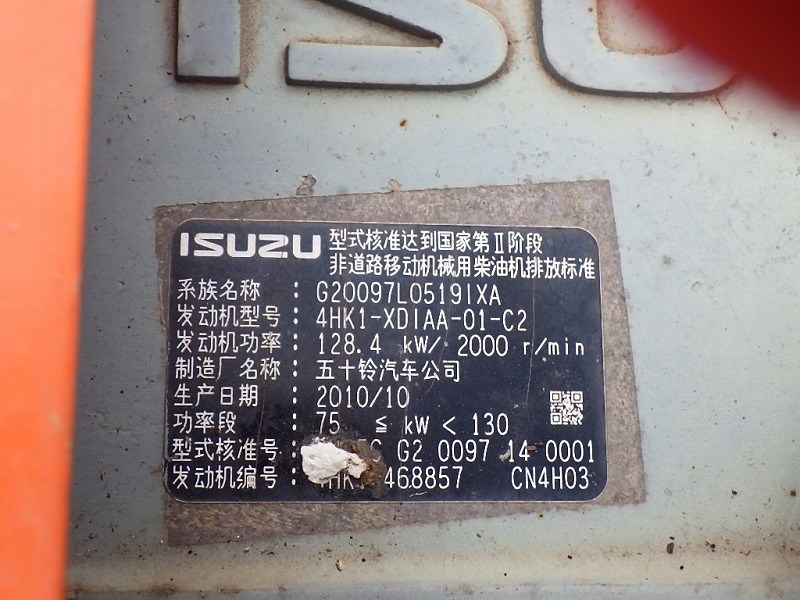 ISU
ISUZU 型式核准达到国家第Ⅱ阶段
非道路移动机械用柴油机排放标准
系族名称 : G20097L0519IXA
发动机型号 : 4HK1-XDIAA-01-C2
发动机功率 : 128.4 kW/ 2000 r/min
制造厂名称 : 五十铃汽车公司
生产日期 : 2010/10
功率段 : 75 ≦ kW < 130
型式核准号 : G2 0097 14 0001
发动机编号 : 468857 CN4H03